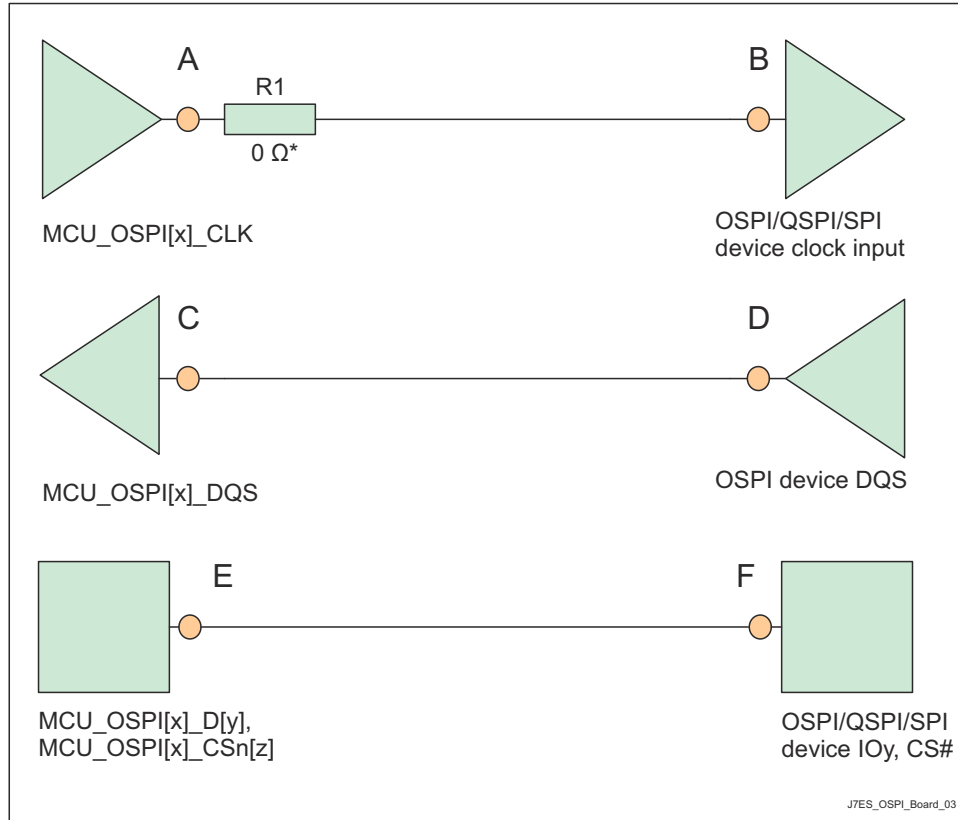 A
B
R1
0 Ω*
MCU_OSPI[x]_CLK
OSPI/QSPI/SPI
device clock input
C
D
MCU_OSPI[x]_DQS
OSPI device DQS
E
F
MCU_OSPI[x]_D[y],
MCU_OSPI[x]_CSn[z]
OSPI/QSPI/SPI
device IOy, CS#
J7ES_OSPI_Board_03